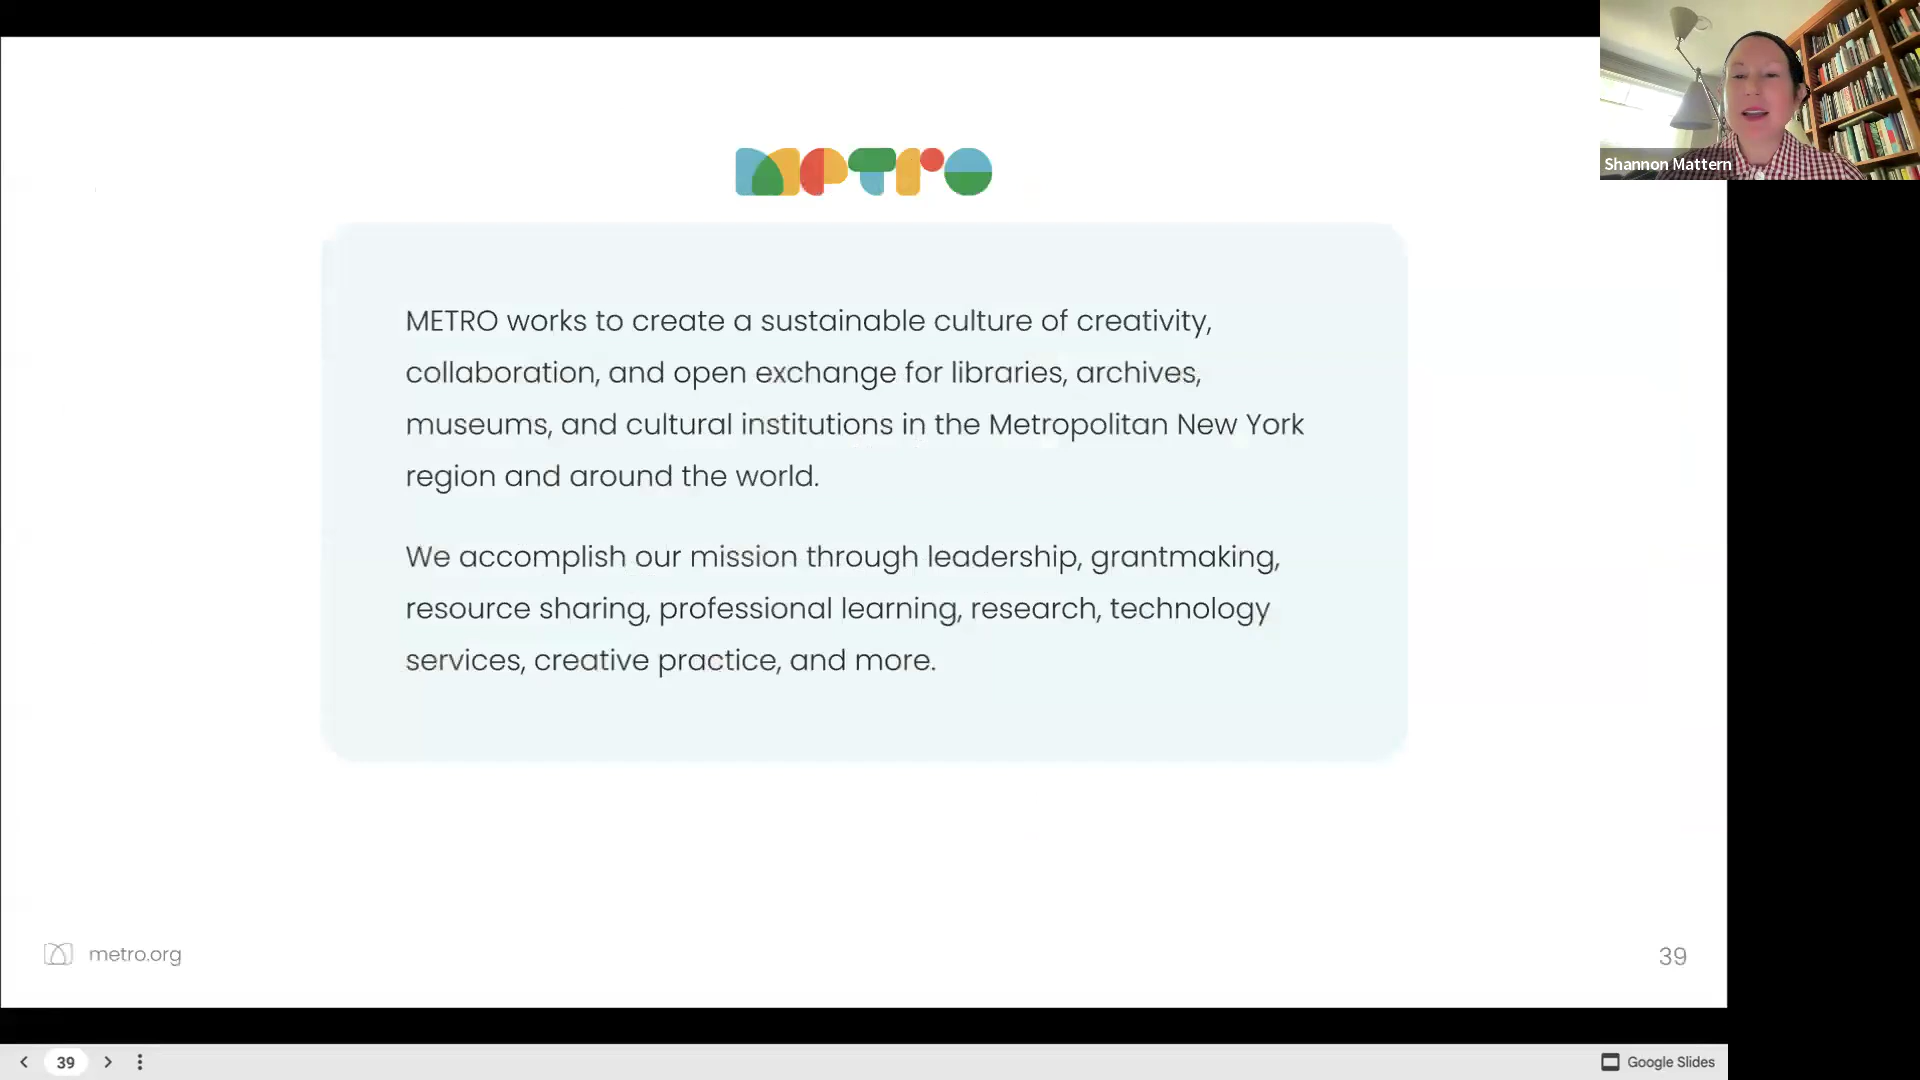 Shannon Mattern
metro
METRO works to create a sustainable culture of creativity,
collaboration, and open exchange for libraries, archives,
museums, and cultural institutions in the Metropolitan New York
region and around the world.
We accomplish our mission through leadership, grantmaking,
resource sharing, professional learning, research, technology
services, creative practice, and more.
metro.org
39
39
Google Slides